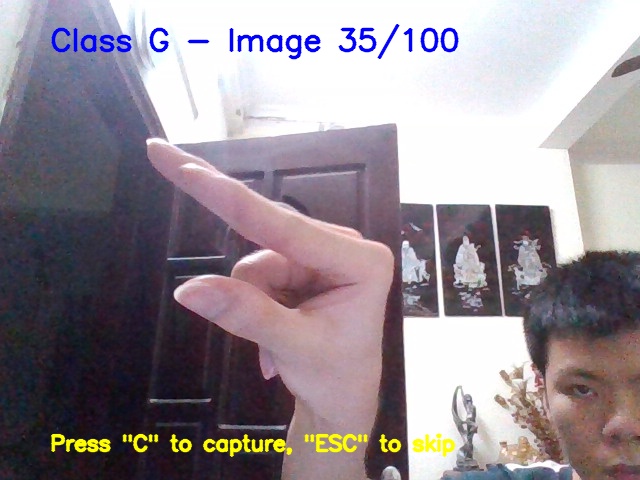 Class G - Image 35/100
Press "C" to capture, "ESC" to skip